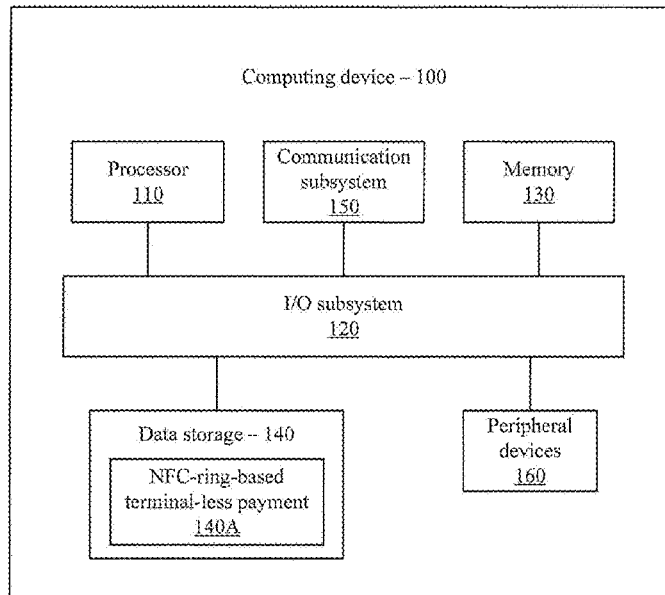 Computing device – 100
Processor
110
Communication
subsystem
150
Memory
130
I/O subsystem
120
Data storage – 140
NFC-ring-based
terminal-less payment
140A
Peripheral
devices
160